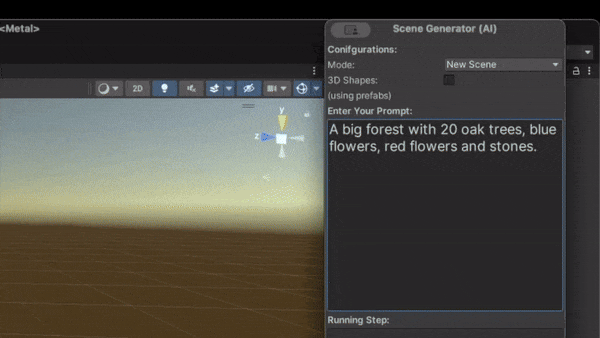 <Metal>
Scene Generator (AI)
Conifgurations:
Mode: New Scene
3D Shapes:
(using prefabs)
Enter Your Prompt:
A big forest with 20 oak trees, blue
flowers, red flowers and stones.
Running Step:
2D
y
z